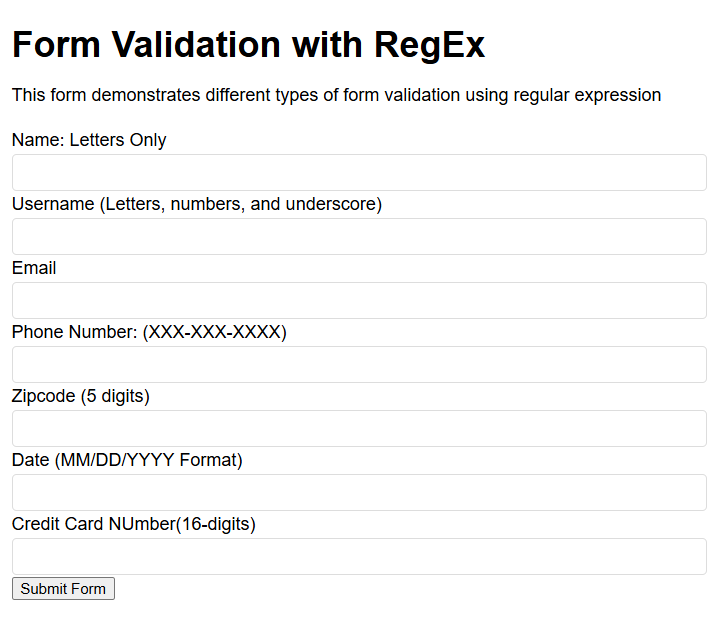 Form Validation with RegEx
This form demonstrates different types of form validation using regular expression
Name: Letters Only
Username (Letters, numbers, and underscore)
Email
Phone Number: (XXX-XXX-XXXX)
Zipcode (5 digits)
Date (MM/DD/YYYY Format)
Credit Card NUmber(16-digits)
Submit Form